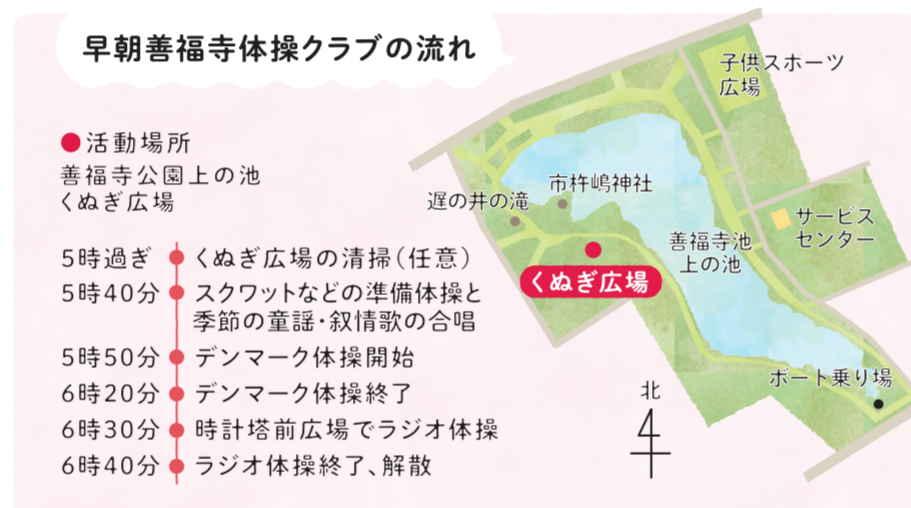 早朝善福寺体操クラブの流れ
●活動場所
善福寺公園上の池
くぬぎ広場
5時過ぎ くぬぎ広場の清掃（任意）
5時40分 スクワットなどの準備体操と
季節の童謡・叙情歌の合唱
5時50分 デンマーク体操開始
6時20分 デンマーク体操終了
6時30分 時計塔前広場でラジオ体操
6時40分 ラジオ体操終了、解散
子供スポーツ
広場
市杵嶋神社
遅の井の滝
サービス
センター
善福寺池
上の池
くぬぎ広場
ボート乗り場
北